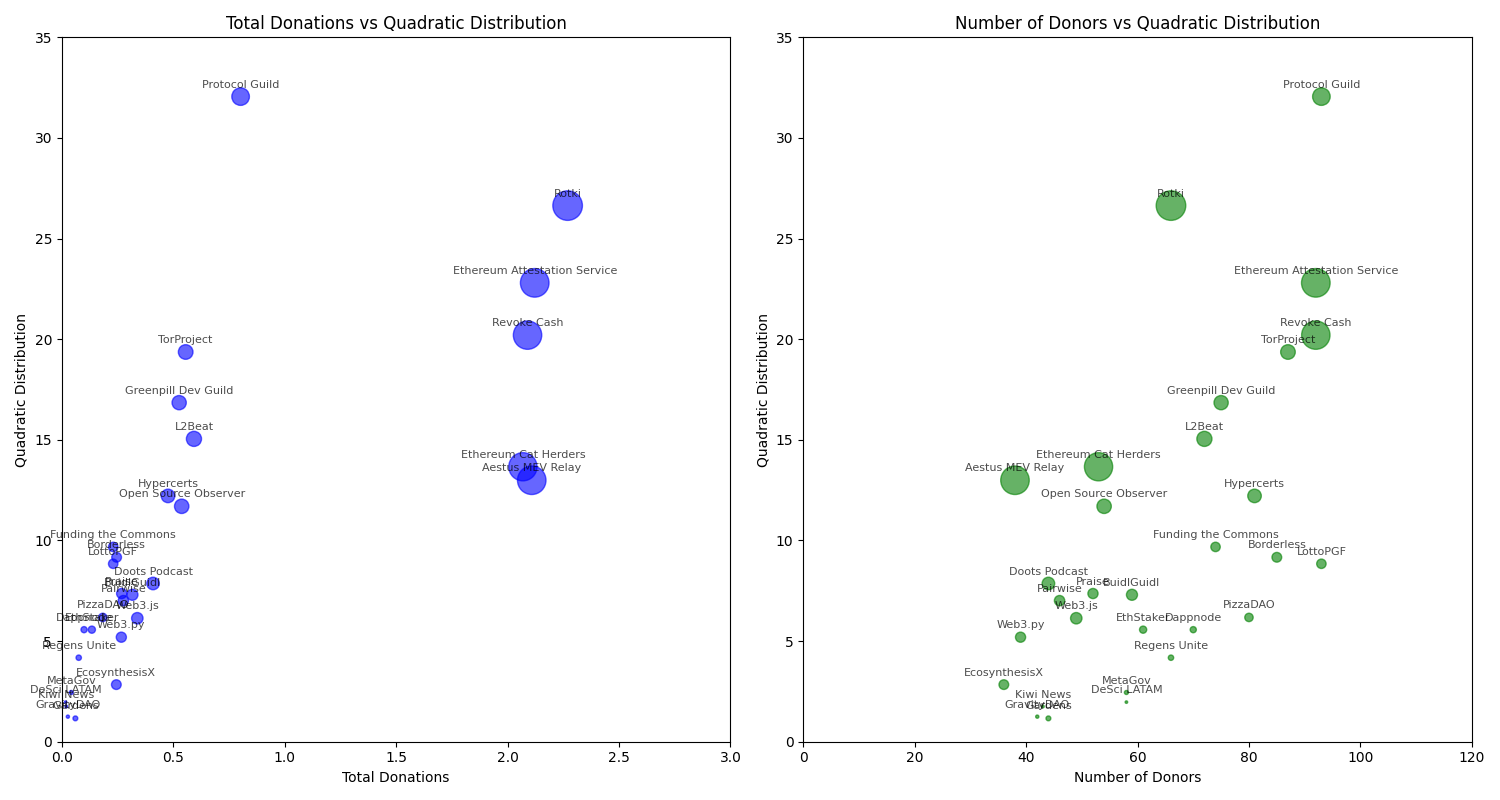 Total Donations vs Quadratic Distribution
35
30
25
20
15
10
5
0
Quadratic Distribution
Protocol Guild
Rotki
Ethereum Attestation Service
Revoke Cash
TorProject
Greenpill Dev Guild
L2Beat
Ethereum Cat Herders
Aestus MEV Relay
Hypercerts
Open Source Observer
Funding the Commons
Borderless
LottoPGF
Doots Podcast
Praise
BuidlGuidl
Pairwise
PizzaDAO
Web3.js
Dappnode
EthStaker
Web3.py
Regens Unite
EcosynthesisX
MetaGov
DeSci LATAM
Kiwi News
GravityDAO
Gardens
0.0
0.5
1.0
1.5
2.0
2.5
3.0
Total Donations
Number of Donors vs Quadratic Distribution
35
30
25
20
15
10
5
0
Quadratic Distribution
Protocol Guild
Rotki
Ethereum Attestation Service
Revoke Cash
TorProject
Greenpill Dev Guild
L2Beat
Ethereum Cat Herders
Aestus MEV Relay
Hypercerts
Open Source Observer
Funding the Commons
Borderless
LottoPGF
Doots Podcast
Praise
BuidlGuidl
Pairwise
PizzaDAO
Web3.js
EthStaker
Dappnode
Web3.py
Regens Unite
EcosynthesisX
MetaGov
DeSci LATAM
Kiwi News
GravityDAO
Gardens
0
20
40
60
80
100
120
Number of Donors